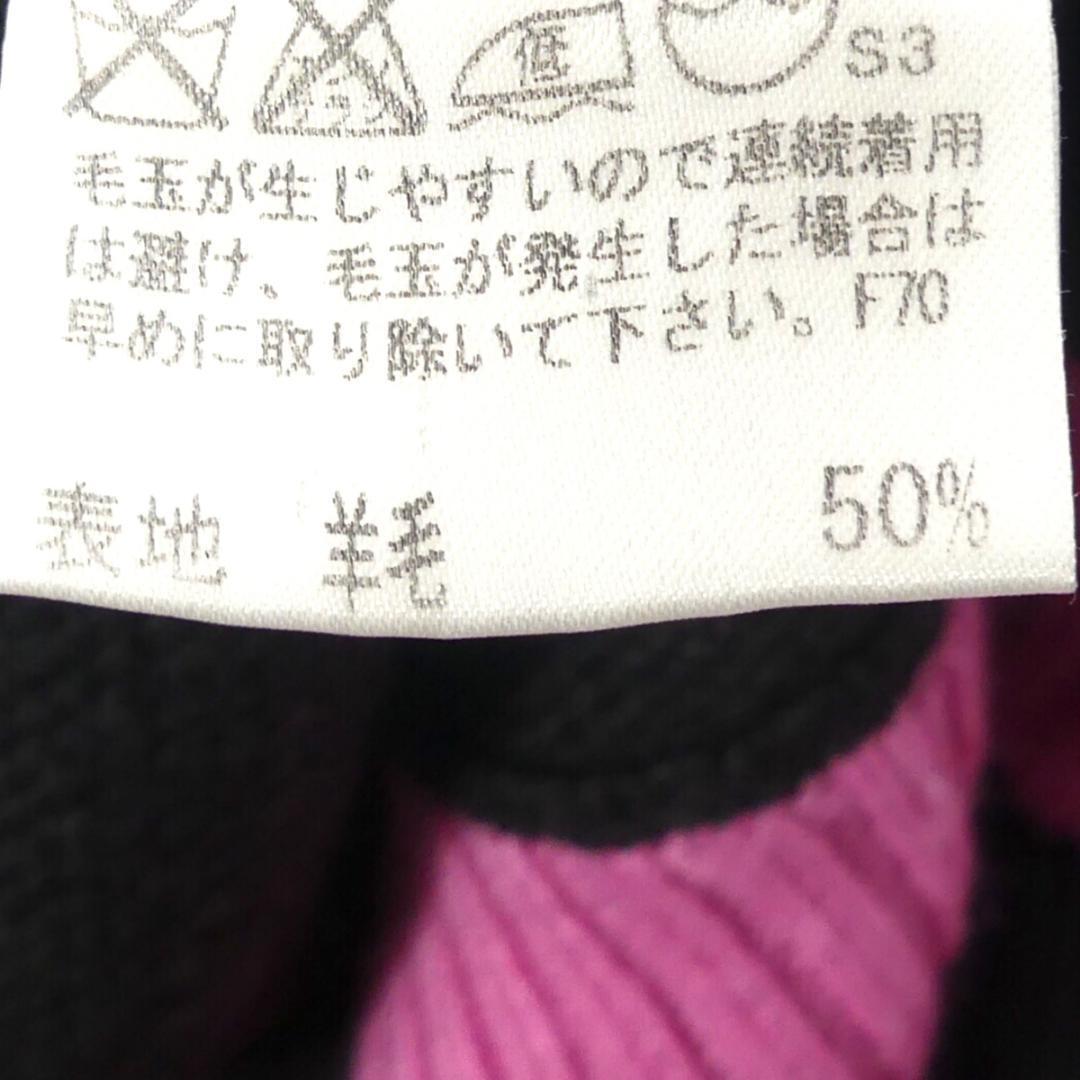 低 S3
毛玉が生じやすいので連続着用
は避け、毛玉が発生した場合は
早めに取り除いて下さい。F70
表地 羊毛 50%